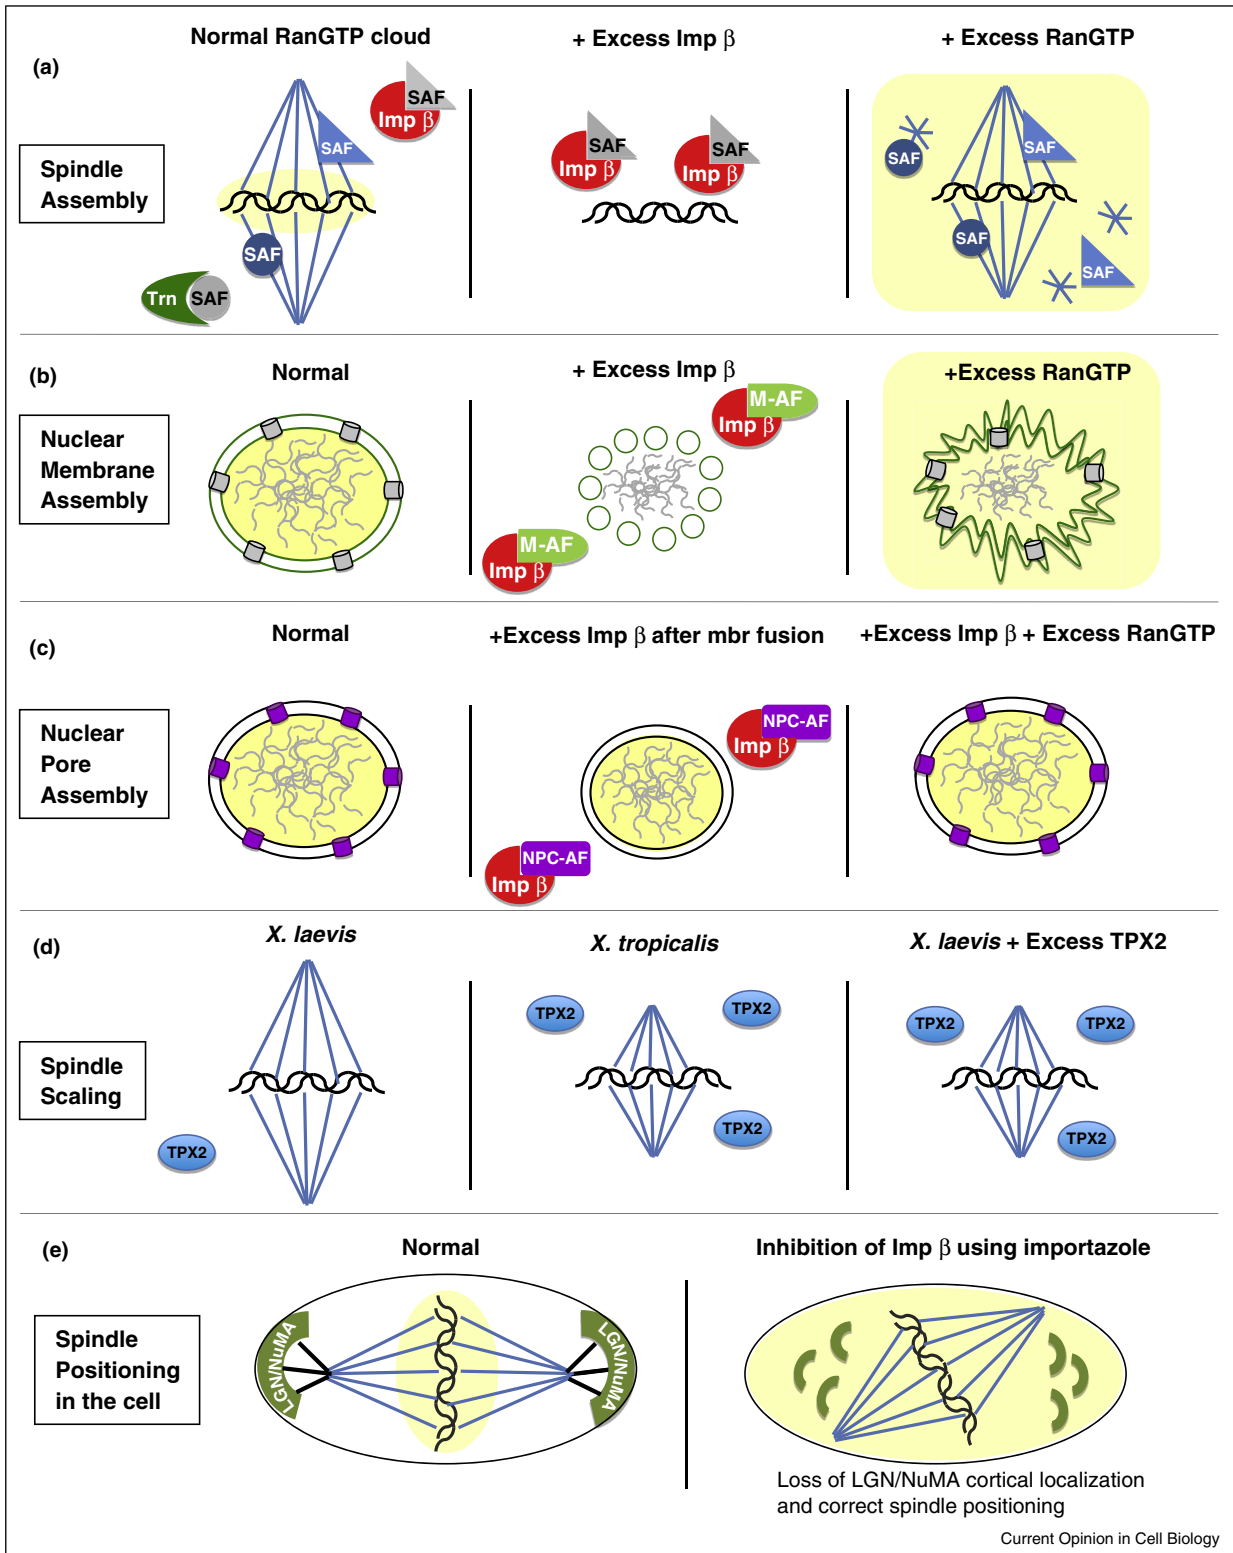 (a)
Normal RanGTP cloud
+ Excess Imp β
+ Excess RanGTP
Spindle
Assembly
SAF
Imp β
SAF
SAF
Trn
SAF
SAF
Imp β
SAF
Imp β
SAF
SAF
SAF
SAF
(b)
Normal
+ Excess Imp β
+Excess RanGTP
Nuclear
Membrane
Assembly
M-AF
Imp β
M-AF
Imp β
(c)
Normal
+Excess Imp β after mbr fusion
+Excess Imp β + Excess RanGTP
Nuclear
Pore
Assembly
NPC-AF
Imp β
NPC-AF
Imp β
(d)
X. laevis
X. tropicalis
X. laevis + Excess TPX2
Spindle
Scaling
TPX2
TPX2
TPX2
TPX2
TPX2
TPX2
TPX2
(e)
Normal
Inhibition of Imp β using importazole
Spindle
Positioning
in the cell
LGN/NuMA
LGN/NuMA
Loss of LGN/NuMA cortical localization
and correct spindle positioning
Current Opinion in Cell Biology